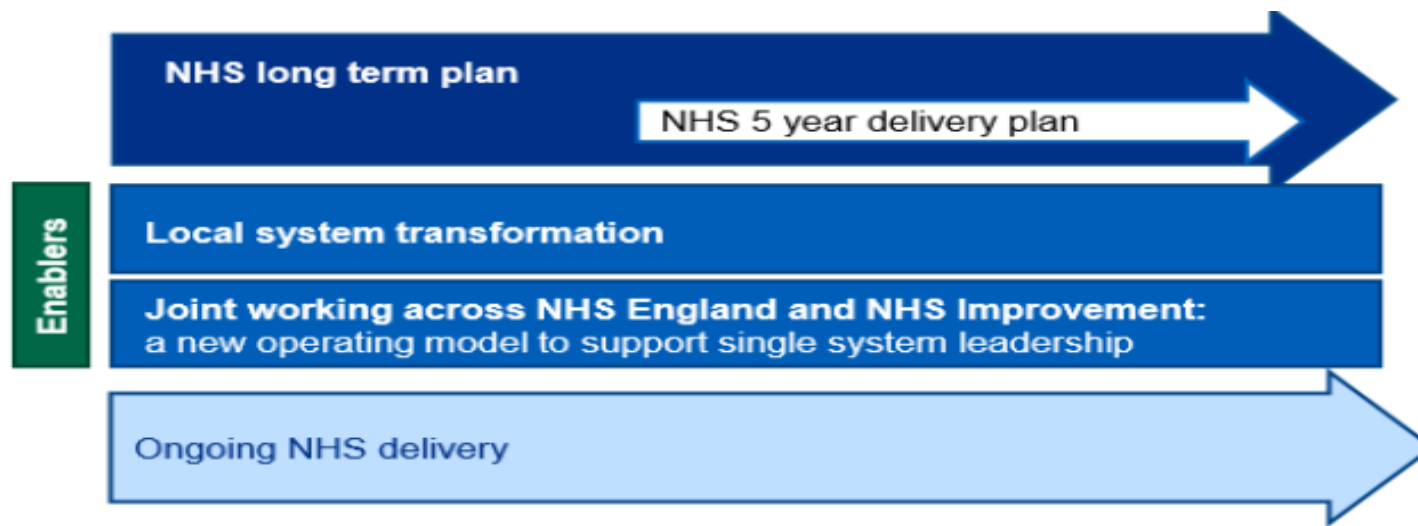 NHS long term plan
NHS 5 year delivery plan
Enablers
Local system transformation
Joint working across NHS England and NHS Improvement:
a new operating model to support single system leadership
Ongoing NHS delivery